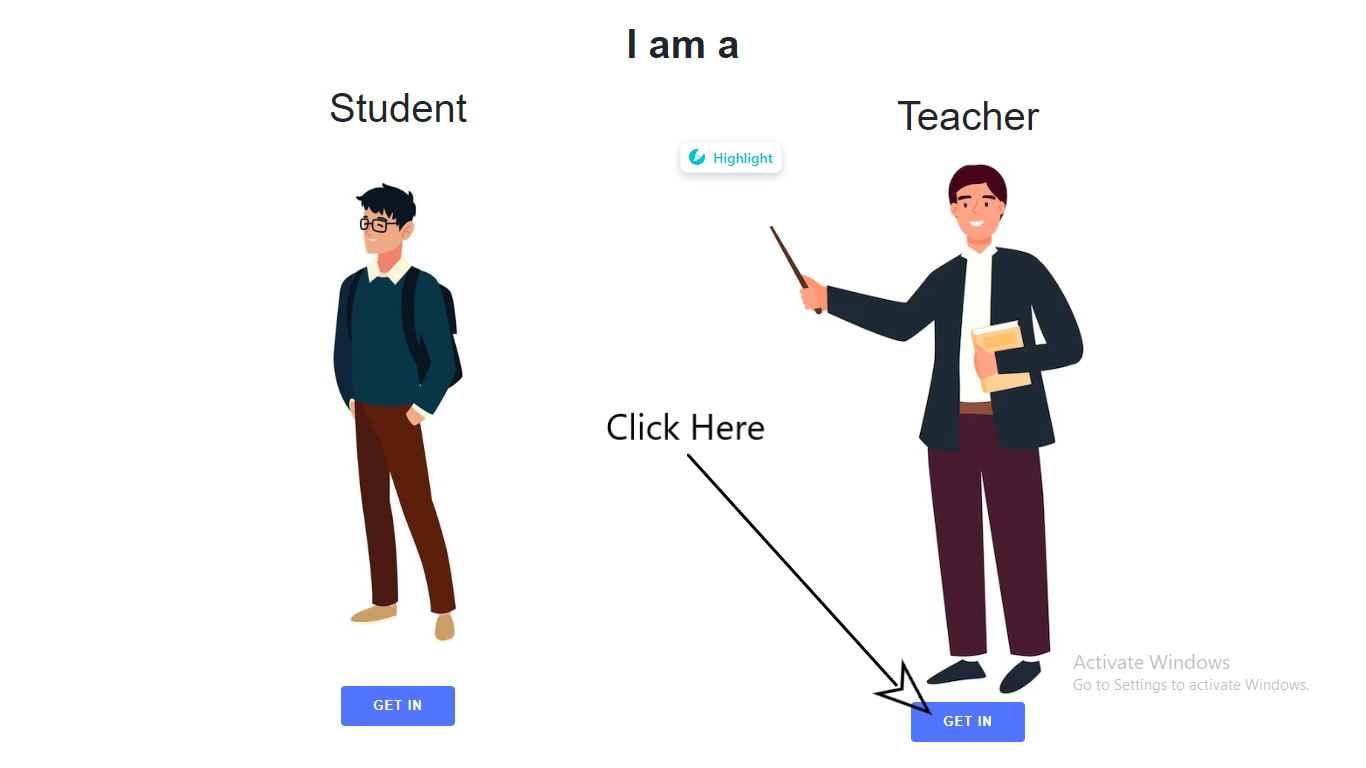 I am a
Student
Teacher
Highlight
Click Here
Activate Windows
Go to Settings to activate Windows.
GET IN
GET IN